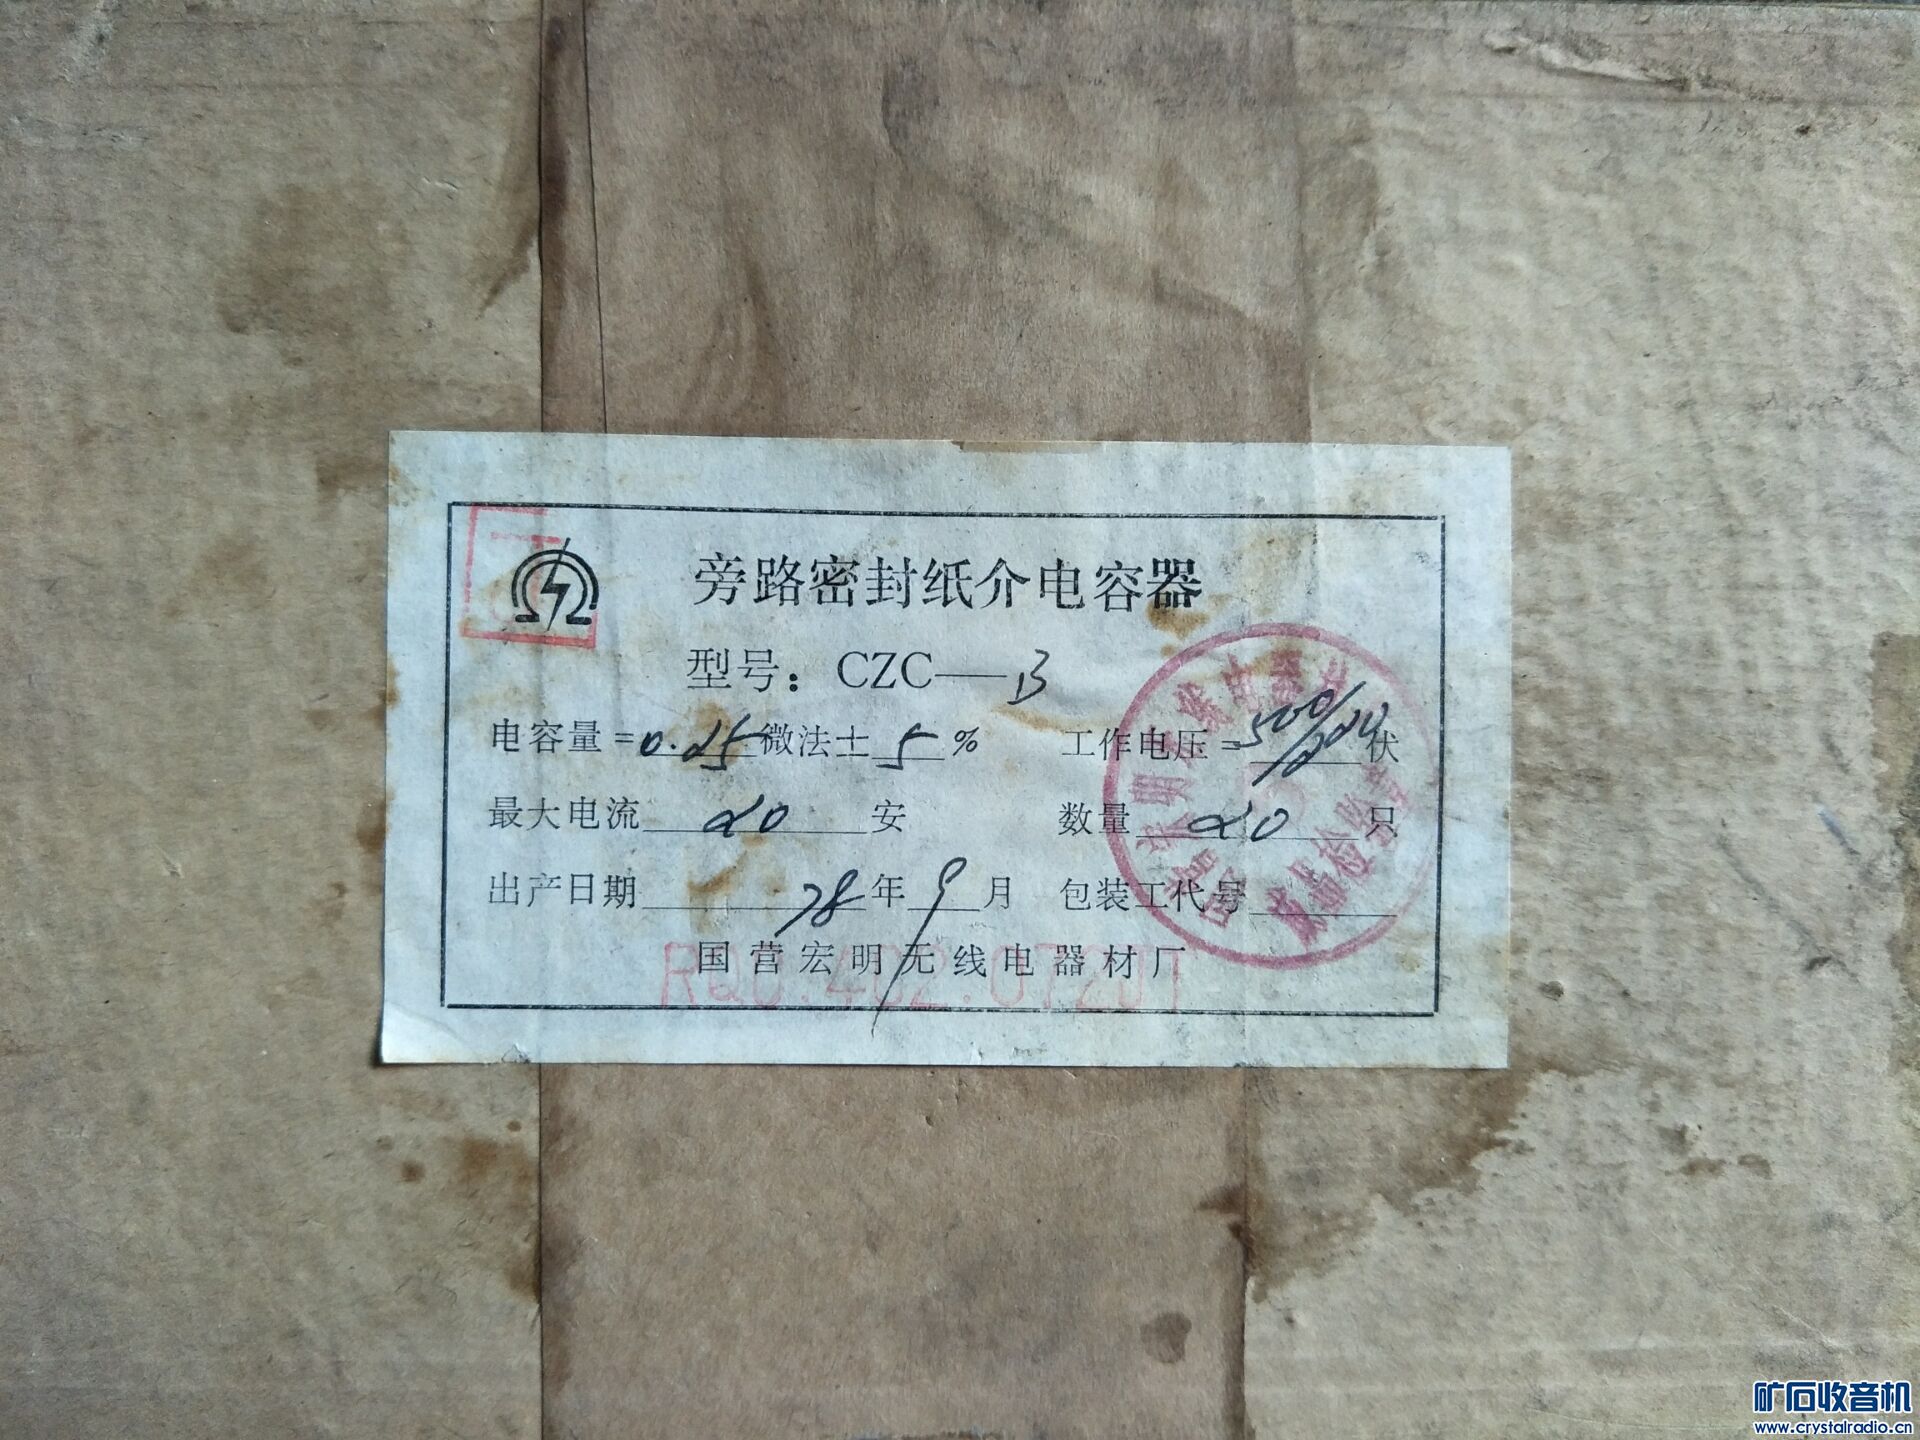 旁路密封纸介电容器
型号：CZC—B
电容量=0.25微法±5% 工作电压=500/220伏
最大电流20安 数量20只
出产日期78年9月 包装工代号
国营宏明无线电器材厂
矿石收音机
www.crystalradio.cn